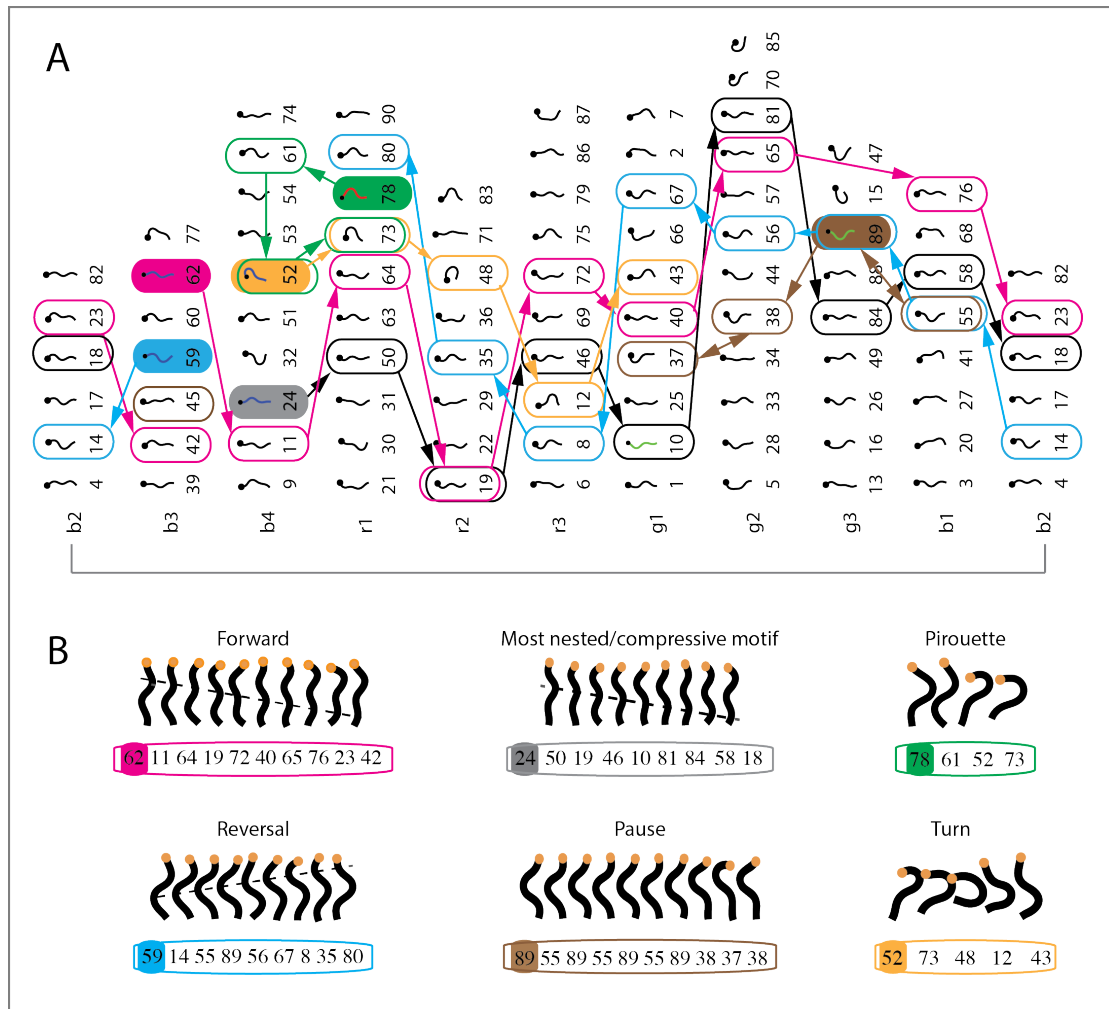 A
b2 4 14 17 18 23 82
b3 39 42 45 59 60 62 77
b4 9 11 24 32 51 52 53 54 61 74
r1 21 30 31 50 63 64 73 78 80 90
r2 19 22 29 35 36 48 71 83
r3 6 8 12 46 69 72 75 79 86 87
g1 1 10 25 37 40 43 66 67 2 7
g2 5 28 33 34 38 44 56 57 65 81 70 85
g3 13 16 26 49 84 88 89 15 47
b1 3 20 27 41 55 58 68 76
b2 4 14 17 18 23 82
B
Forward
62 11 64 19 72 40 65 76 23 42
Most nested/compressive motif
24 50 19 46 10 81 84 58 18
Pirouette
78 61 52 73
Reversal
59 14 55 89 56 67 8 35 80
Pause
89 55 89 55 89 55 89 38 37 38
Turn
52 73 48 12 43